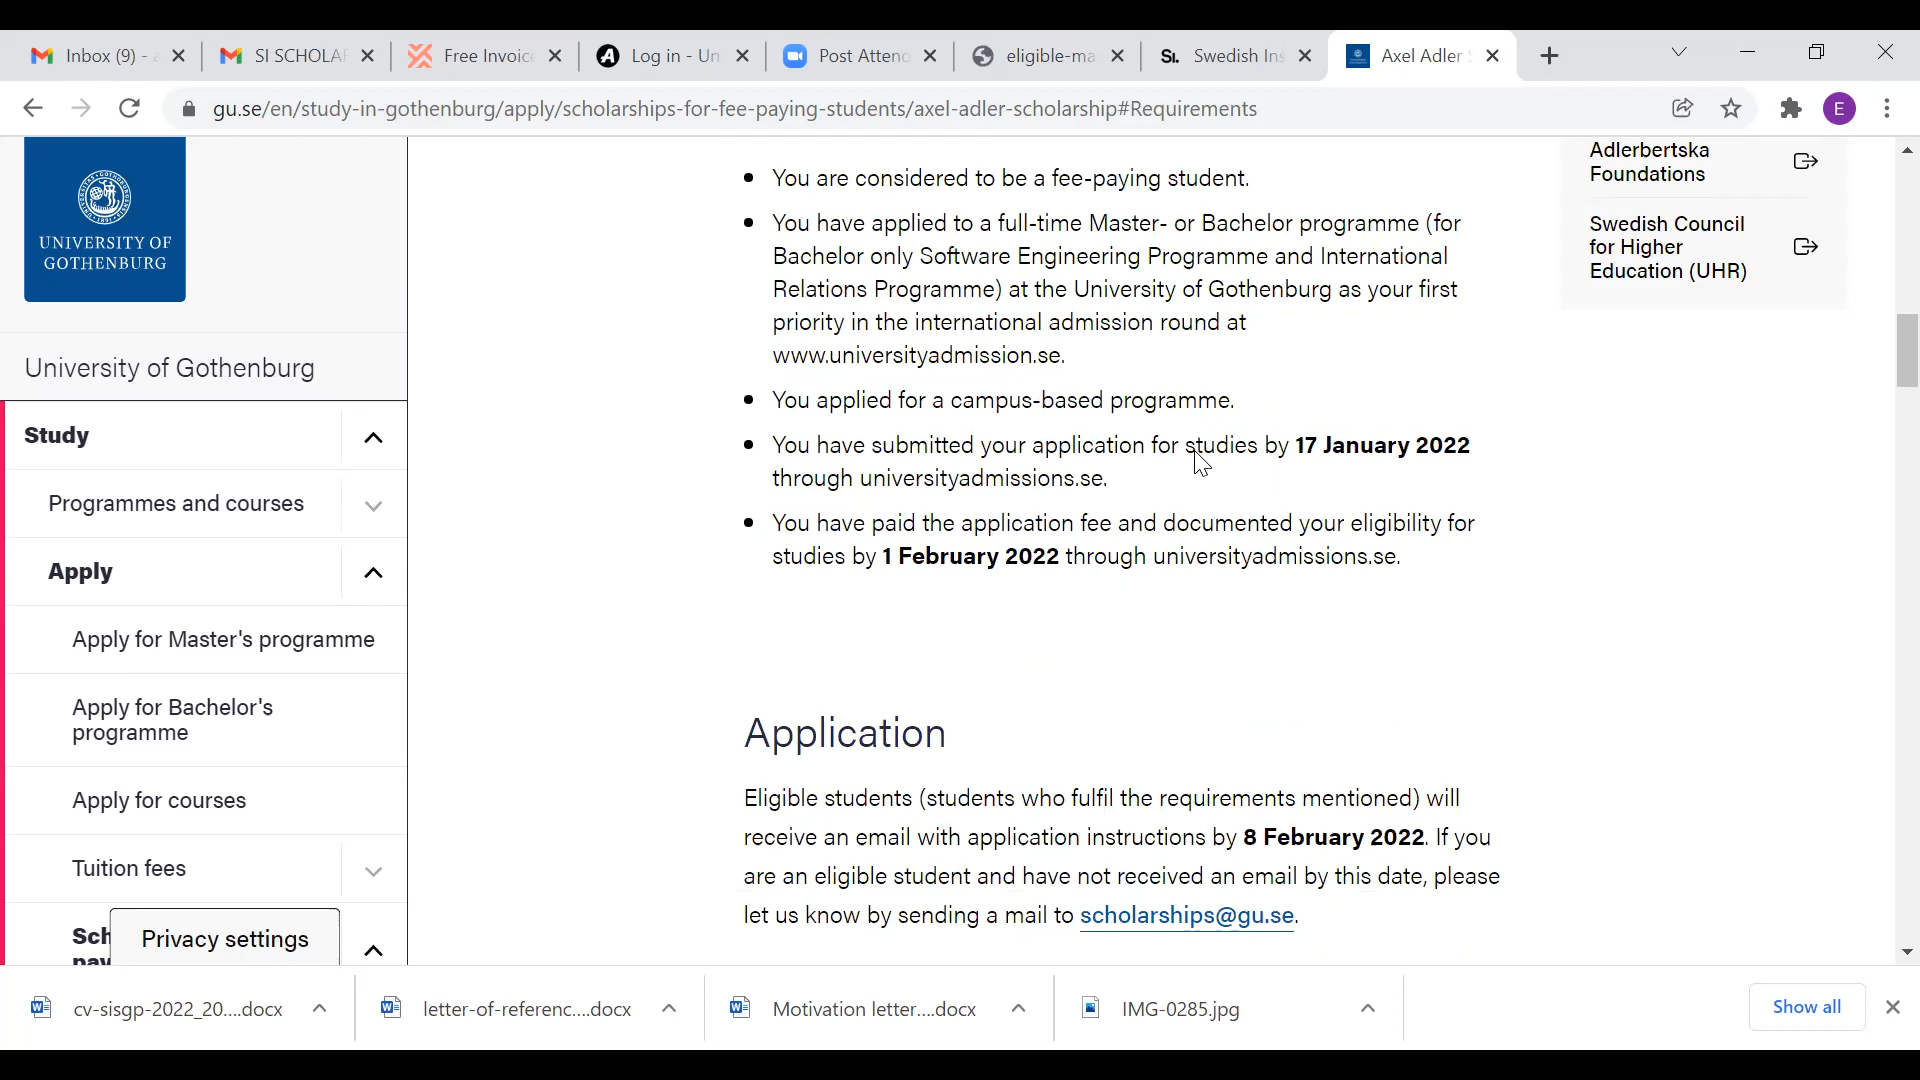 Inbox (9) - a
SI SCHOLAR
Free Invoice
Log in - Un
Post Attend
eligible-ma
Swedish Ins
Axel Adler S
gu.se/en/study-in-gothenburg/apply/scholarships-for-fee-paying-students/axel-adler-scholarship#Requirements
E
UNIVERSITY OF
GOTHENBURG
University of Gothenburg
Study
Programmes and courses
Apply
Apply for Master's programme
Apply for Bachelor's
programme
Apply for courses
Tuition fees
Sch
pay
Privacy settings
• You are considered to be a fee-paying student.
• You have applied to a full-time Master- or Bachelor programme (for
Bachelor only Software Engineering Programme and International
Relations Programme) at the University of Gothenburg as your first
priority in the international admission round at
www.universityadmission.se.
• You applied for a campus-based programme.
• You have submitted your application for studies by 17 January 2022
through universityadmissions.se.
• You have paid the application fee and documented your eligibility for
studies by 1 February 2022 through universityadmissions.se.
Application
Eligible students (students who fulfil the requirements mentioned) will
receive an email with application instructions by 8 February 2022. If you
are an eligible student and have not received an email by this date, please
let us know by sending a mail to scholarships@gu.se.
Adlerbertska
Foundations
Swedish Council
for Higher
Education (UHR)
cv-sisgp-2022_20....docx
letter-of-referenc....docx
Motivation letter....docx
IMG-0285.jpg
Show all